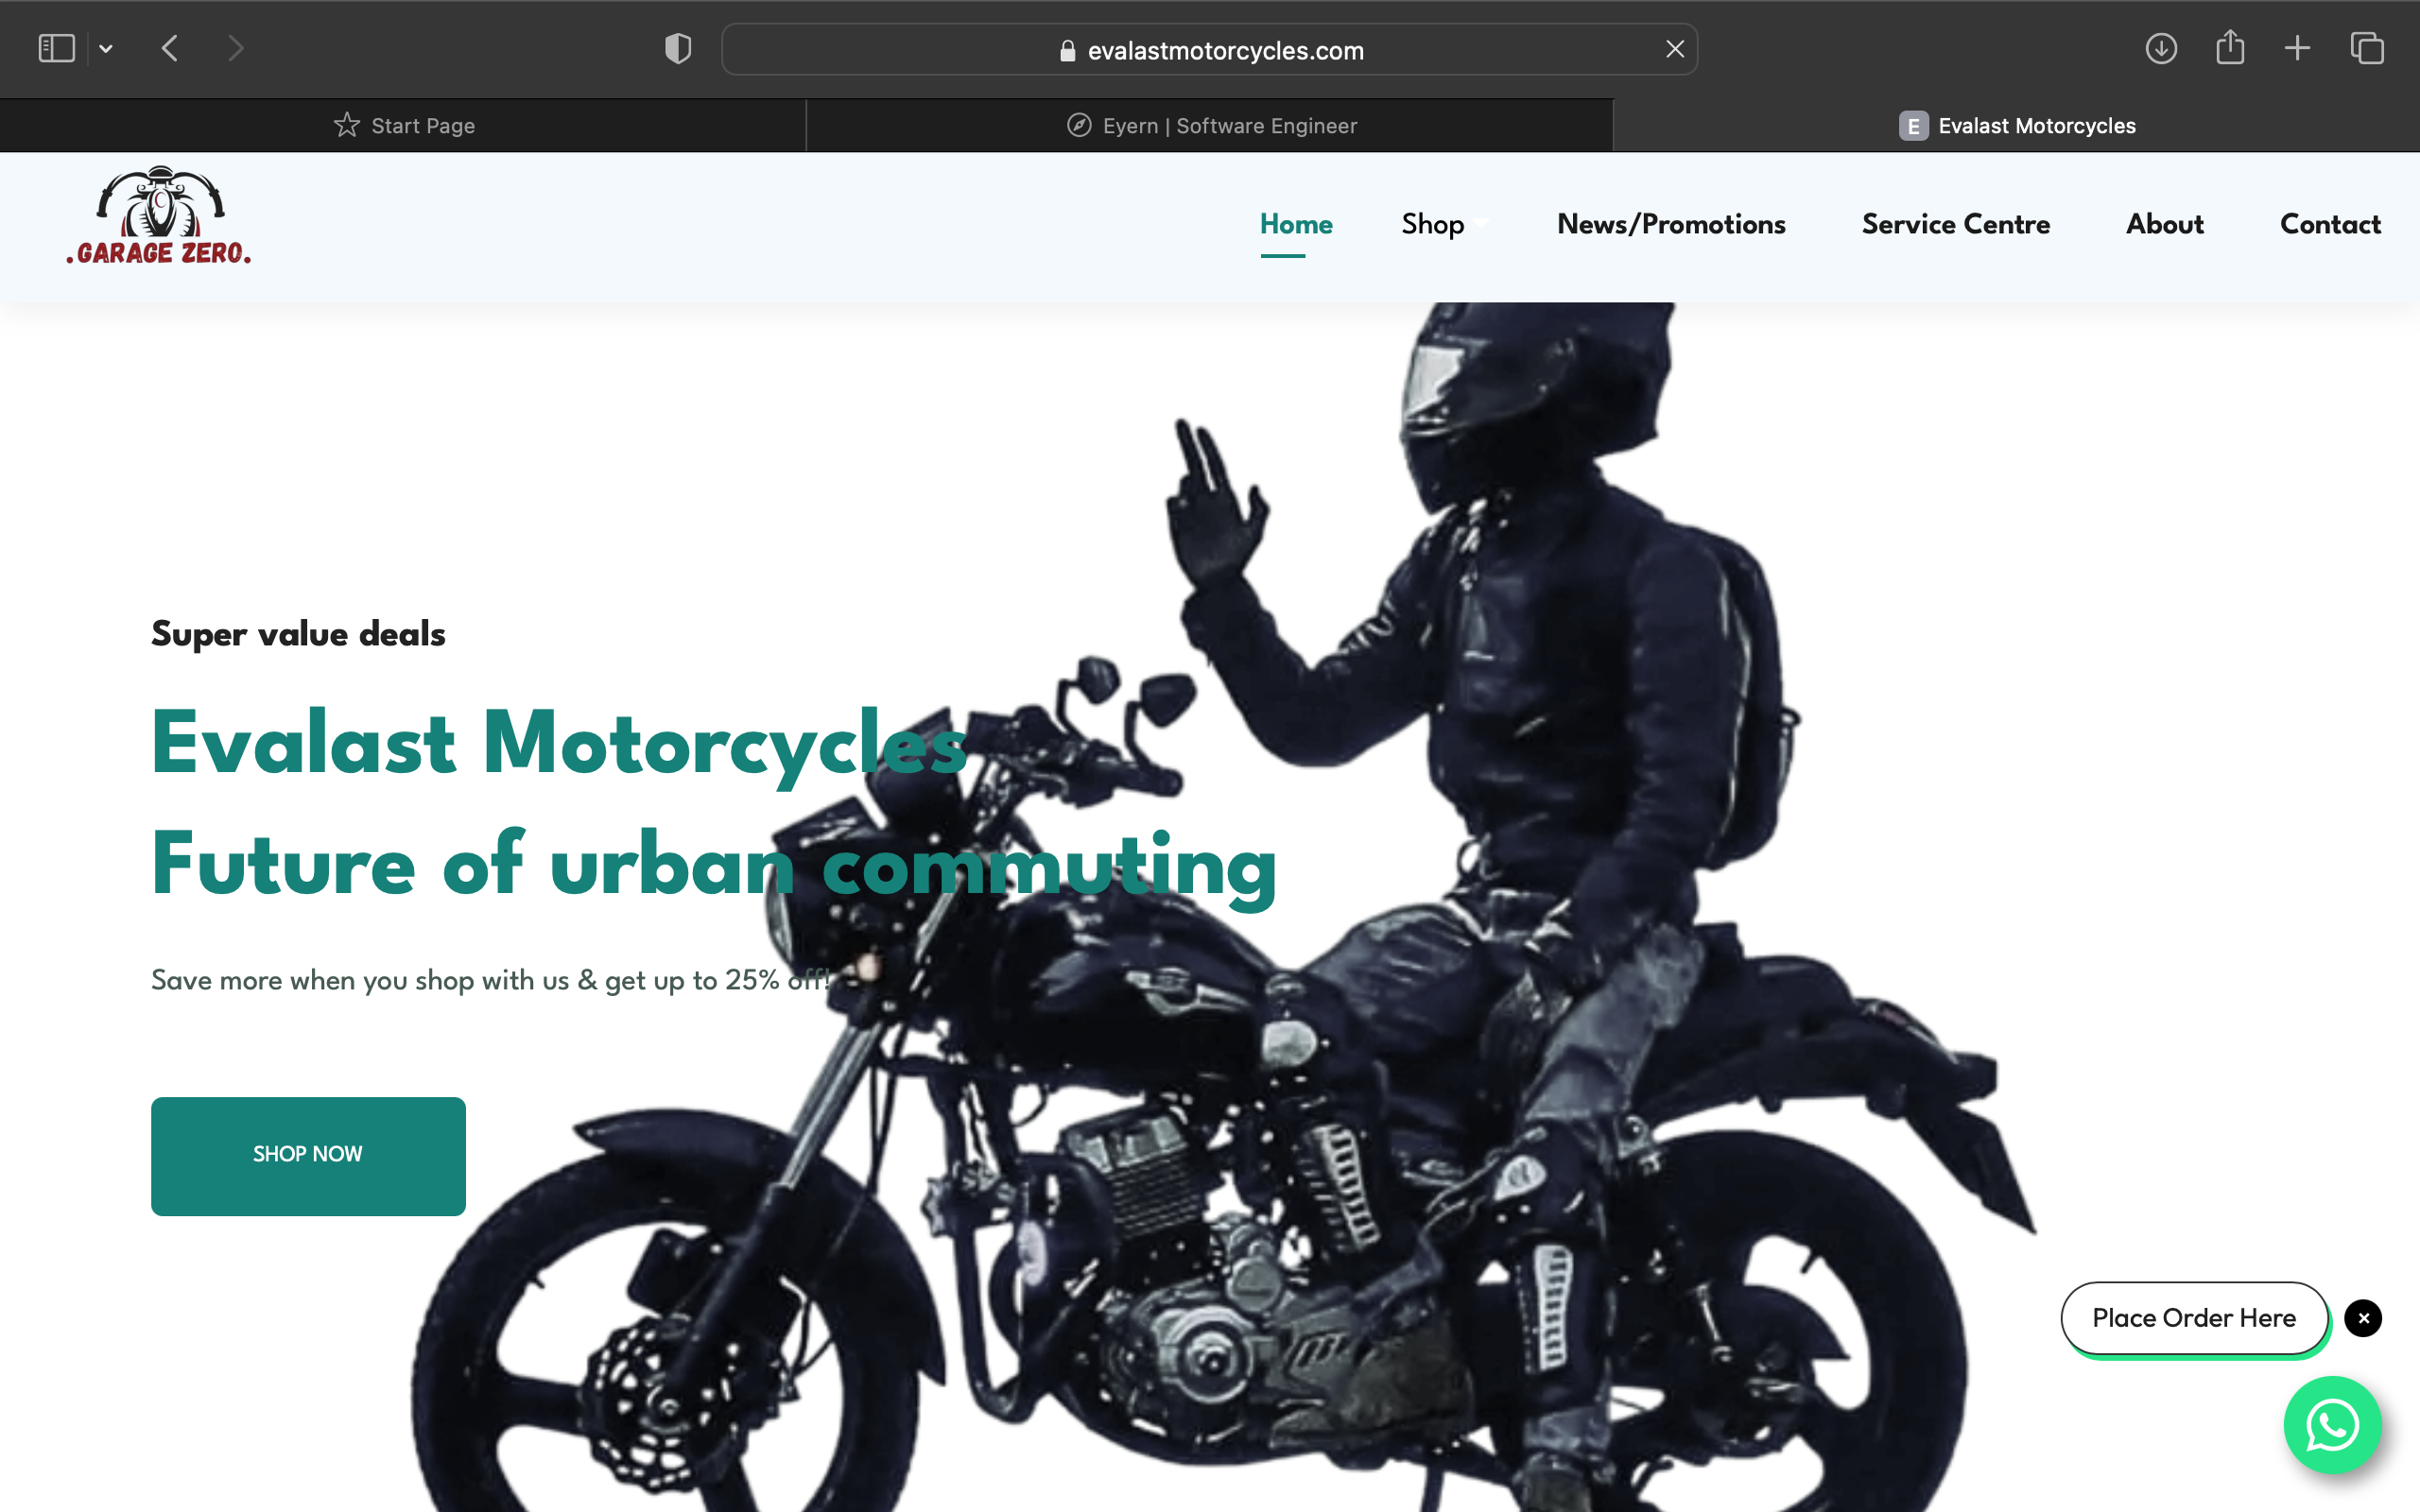 evalastmotorcycles.com
Start Page
Eyern | Software Engineer
E Evalast Motorcycles
.GARAGE ZERO.
Home
Shop
News/Promotions
Service Centre
About
Contact
Super value deals
Evalast Motorcycles
Future of urban commuting
Save more when you shop with us & get up to 25% off!
SHOP NOW
Place Order Here